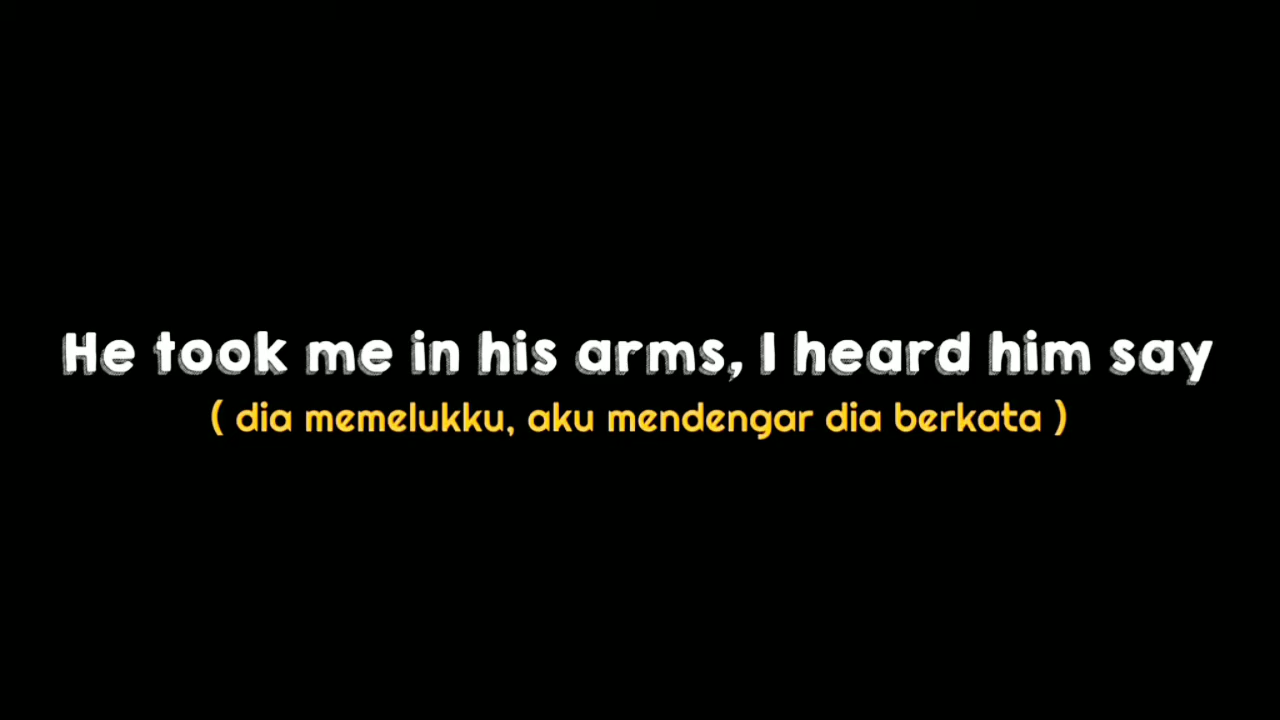 He took me in his arms, I heard him say
( dia memelukku, aku mendengar dia berkata )